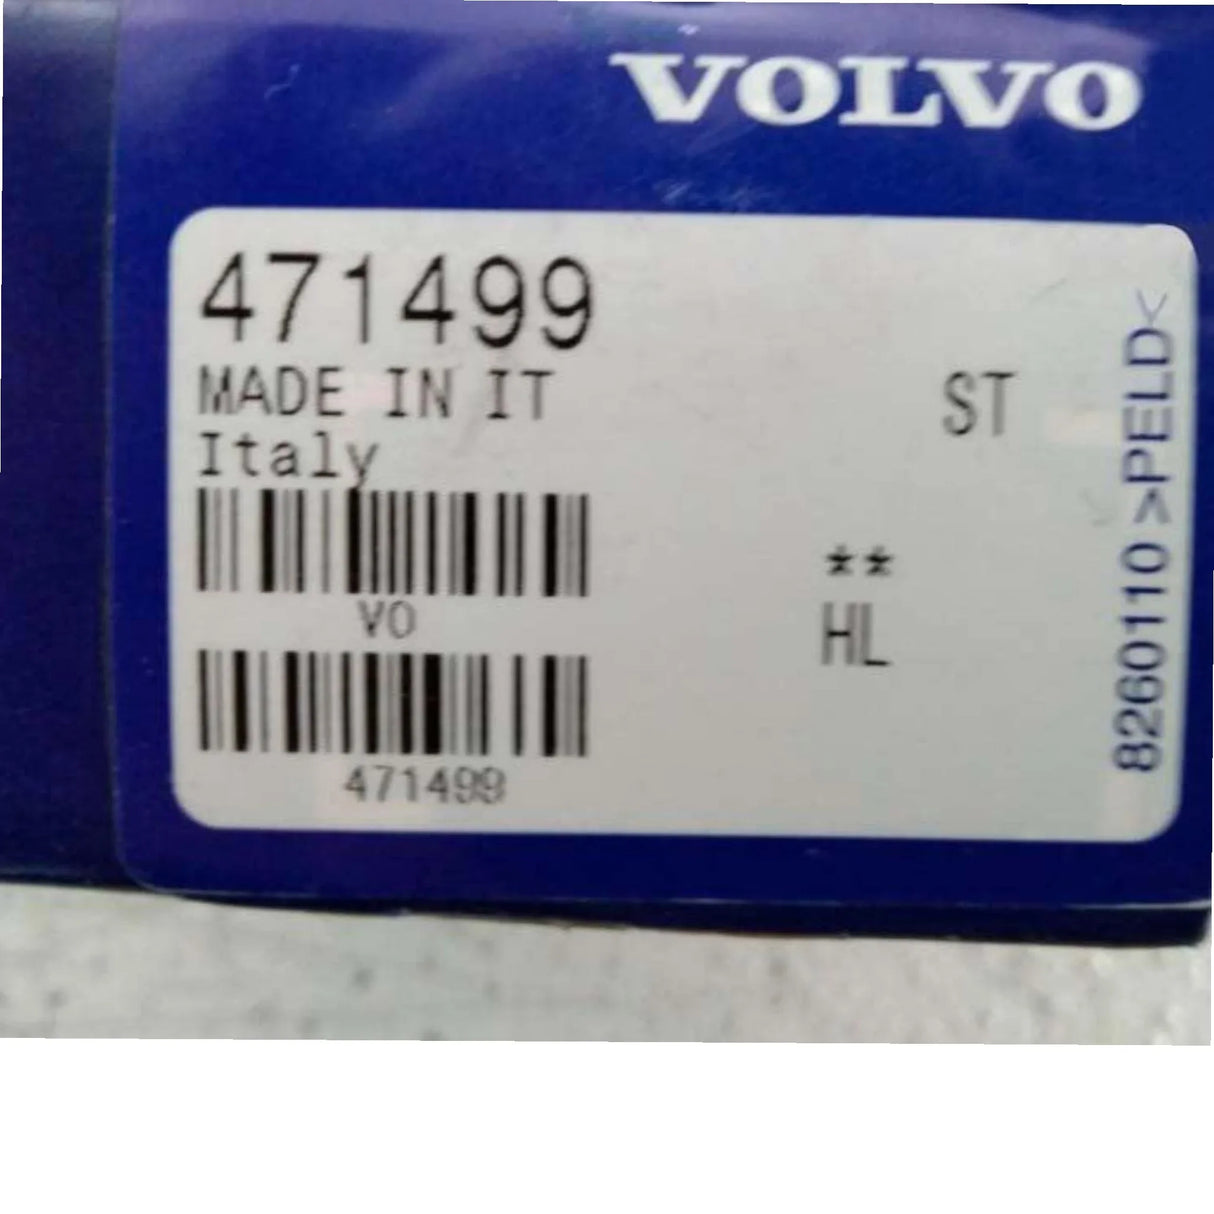 VOLVO
471499
MADE IN IT
Italy
ST
VO
**
HL
471499
8260110 >PELD<